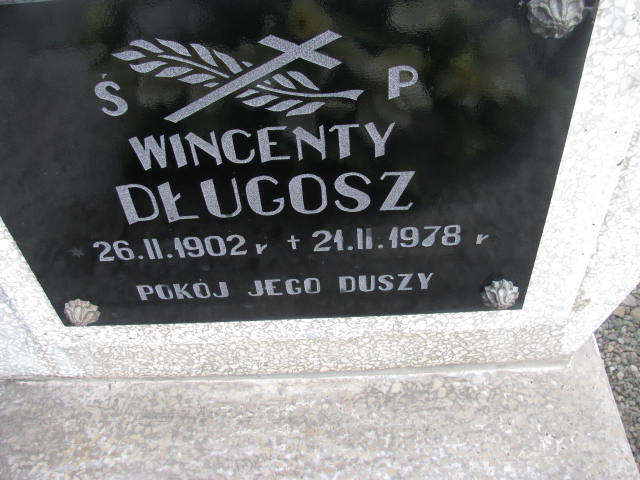 Ś P
WINCENTY
DŁUGOSZ
* 26.II.1902 r + 21.II.1978 r
POKÓJ JEGO DUSZY